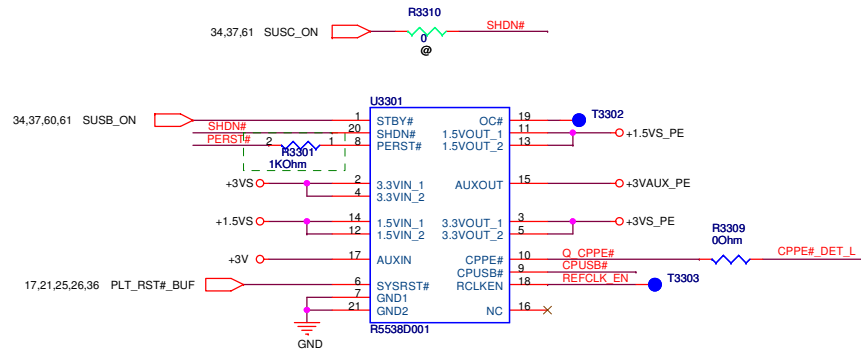 R3310
34,37,61 SUSC_ON SHDN#
0
@
U3301
34,37,60,61 SUSB_ON 1 STBY# OC# 19 T3302
SHDN# 20 SHDN# 1.5VOUT_1 11 +1.5VS_PE
PERST# 2 1 8 PERST# 1.5VOUT_2 13
R3301
1KOhm
+3VS 2 3.3VIN_1 AUXOUT 15 +3VAUX_PE
4 3.3VIN_2
+1.5VS 14 1.5VIN_1 3.3VOUT_1 3 +3VS_PE
12 1.5VIN_2 3.3VOUT_2 5
R3309
0Ohm
+3V 17 AUXIN CPPE# 10 Q_CPPE# CPPE#_DET_L
CPUSB# 9 CPUSB#
17,21,25,26,36 PLT_RST#_BUF 6 SYSRST# RCLKEN 18 REFCLK_EN T3303
7 GND1
21 GND2 NC 16
R5538D001
GND